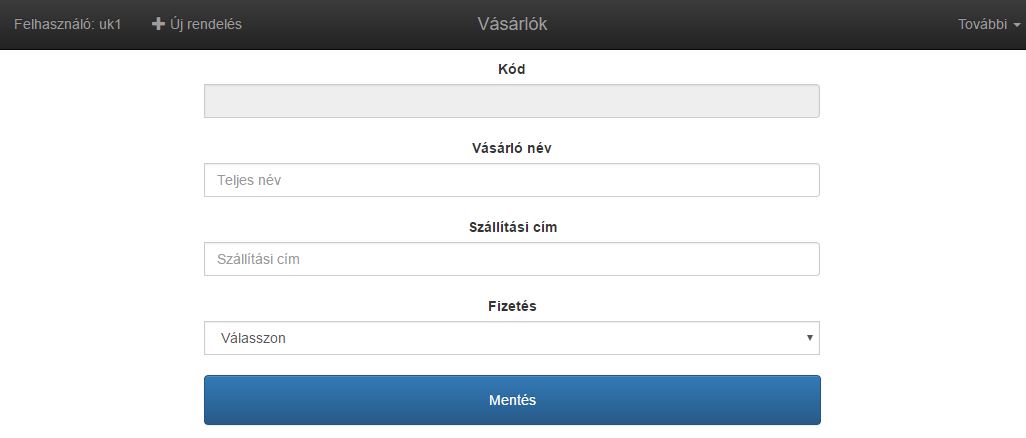 Felhasználó: uk1 Új rendelés Vásárlók További
Kód
Vásárló név
Teljes név
Szállítási cím
Szállítási cím
Fizetés
Válasszon
Mentés